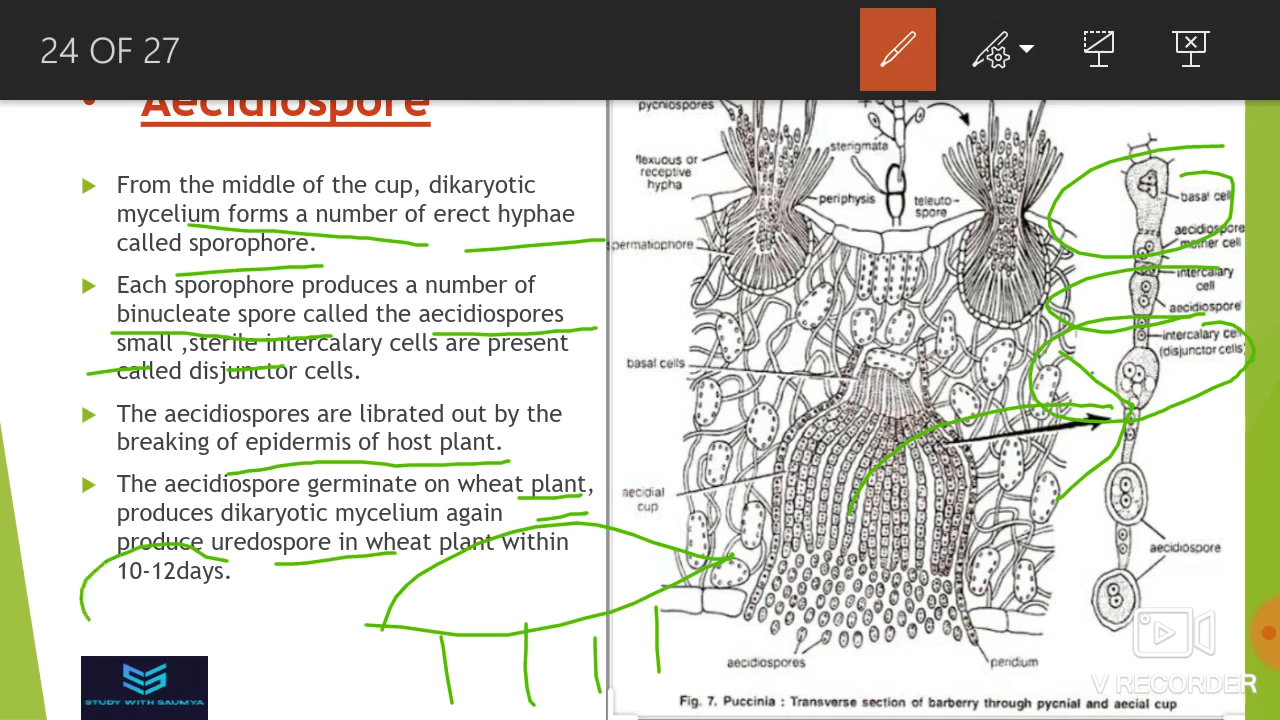 24 OF 27
• Aecidiospore
From the middle of the cup, dikaryotic
mycelium forms a number of erect hyphae
called sporophore.
Each sporophore produces a number of
binucleate spore called the aecidiospores
small ,sterile intercalary cells are present
called disjunctor cells.
The aecidiospores are librated out by the
breaking of epidermis of host plant.
The aecidiospore germinate on wheat plant,
produces dikaryotic mycelium again
produce uredospore in wheat plant within
10-12days.
STUDY WITH SAUMYA
pycniospores
flexuous or
receptive
hypha
spermatiophore
sterigmata
periphysis
teleuto-
spore
basal cell
aecidiospore
mother cell
intercalary
cell
aecidiospore
intercalary cell
(disjunctor cells)
basal cells
aecidial
cup
aecidiospore
aecidiospores
peridium
V RECORDER
Fig. 7. Puccinia : Transverse section of barberry through pycnial and aecial cup